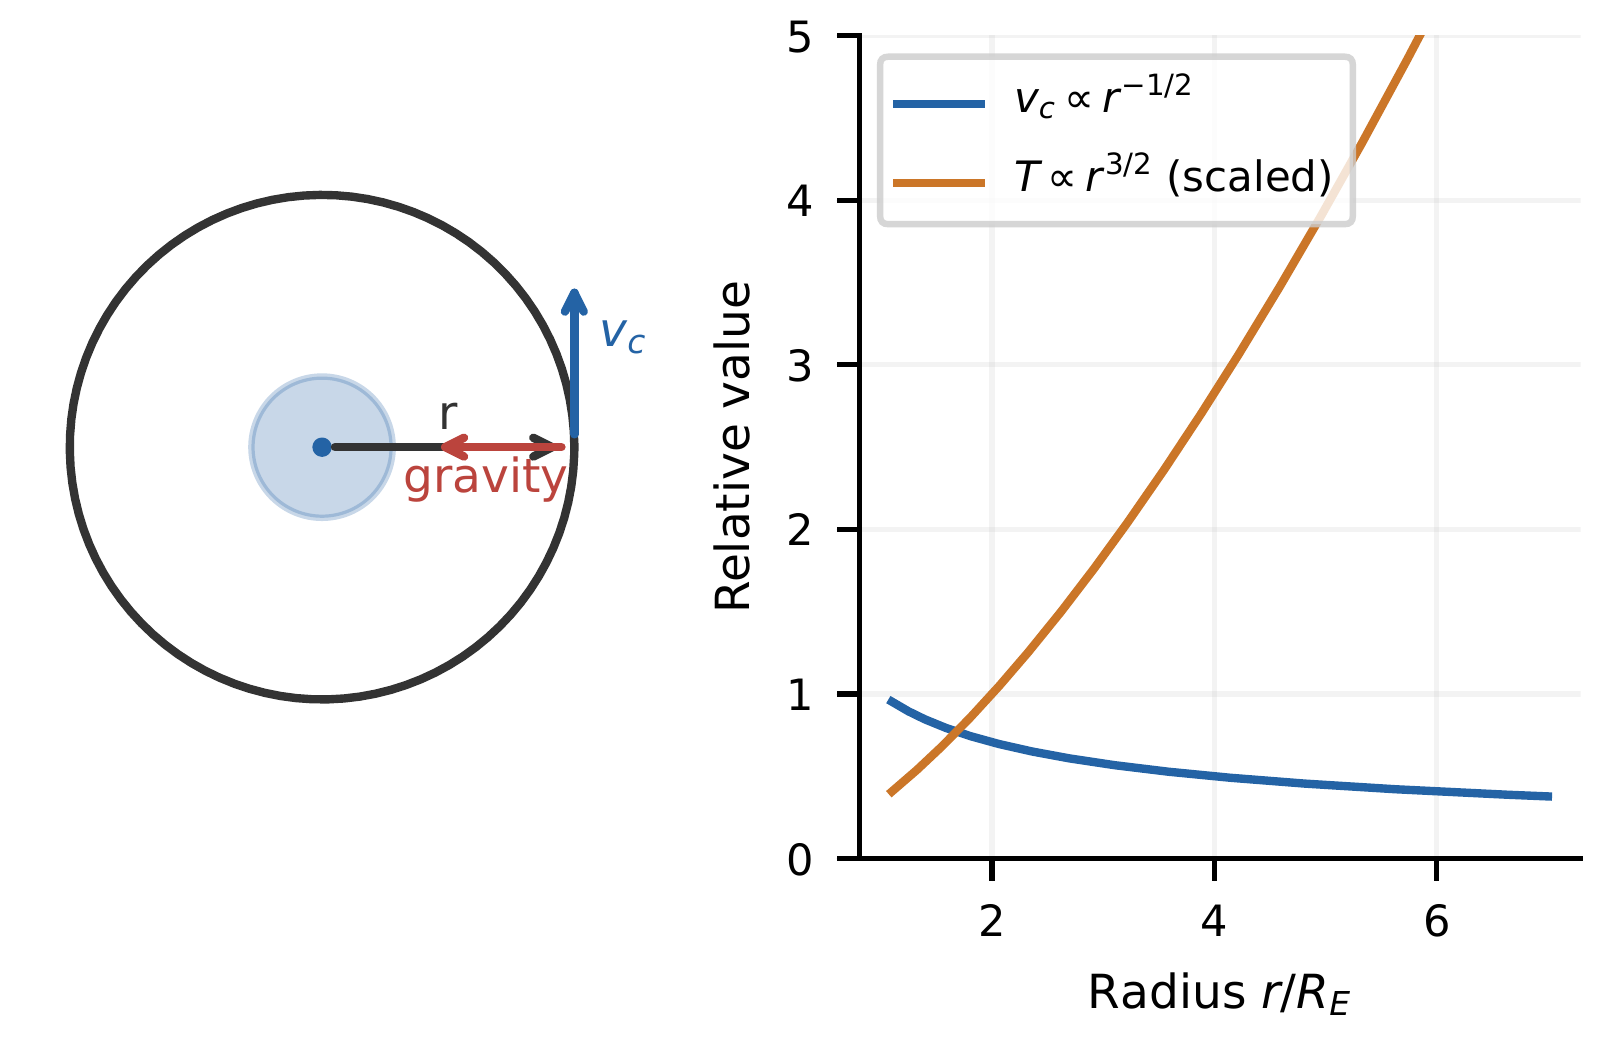 r
gravity
v_c
Relative value
5
4
3
2
1
0
v_c ∝ r^{−1/2}
T ∝ r^{3/2} (scaled)
2 4 6
Radius r/R_E